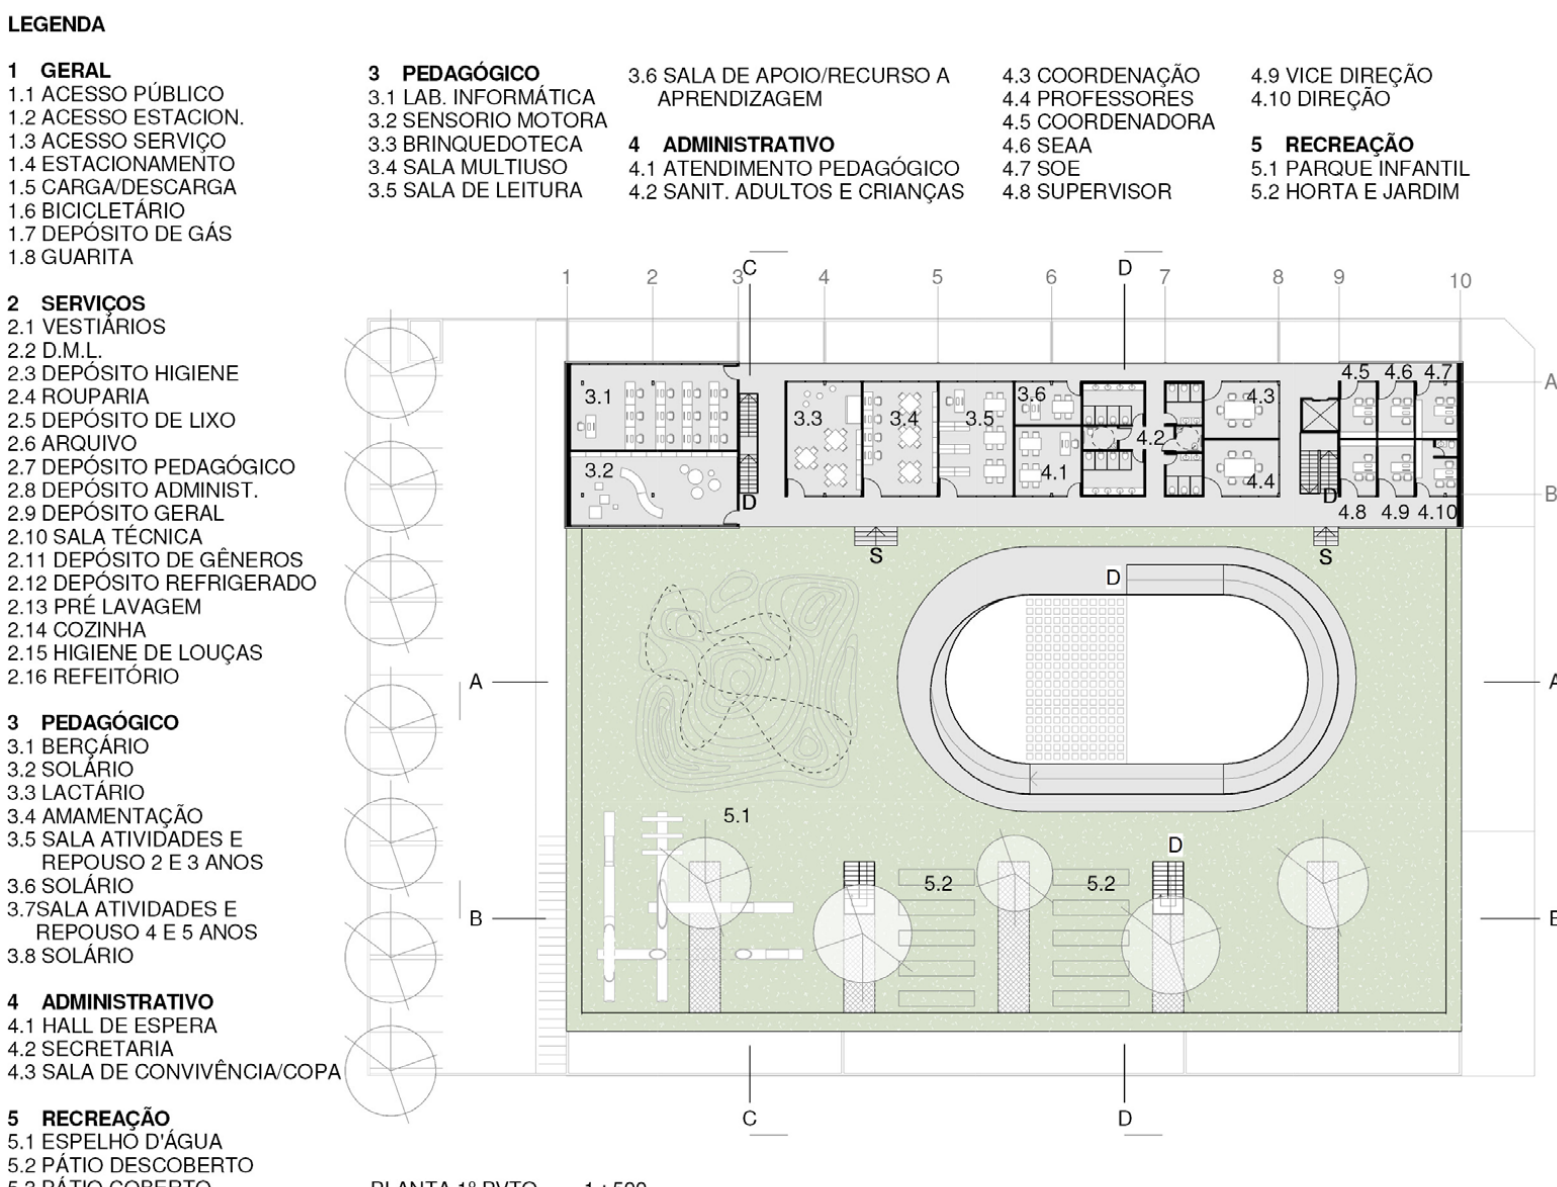 LEGENDA
1 GERAL
1.1 ACESSO PÚBLICO
1.2 ACESSO ESTACION.
1.3 ACESSO SERVIÇO
1.4 ESTACIONAMENTO
1.5 CARGA/DESCARGA
1.6 BICICLETÁRIO
1.7 DEPÓSITO DE GÁS
1.8 GUARITA
2 SERVIÇOS
2.1 VESTIÁRIOS
2.2 D.M.L.
2.3 DEPÓSITO HIGIENE
2.4 ROUPARIA
2.5 DEPÓSITO DE LIXO
2.6 ARQUIVO
2.7 DEPÓSITO PEDAGÓGICO
2.8 DEPÓSITO ADMINIST.
2.9 DEPÓSITO GERAL
2.10 SALA TÉCNICA
2.11 DEPÓSITO DE GÊNEROS
2.12 DEPÓSITO REFRIGERADO
2.13 PRÉ LAVAGEM
2.14 COZINHA
2.15 HIGIENE DE LOUÇAS
2.16 REFEITÓRIO
3 PEDAGÓGICO
3.1 BERÇÁRIO
3.2 SOLÁRIO
3.3 LACTÁRIO
3.4 AMAMENTAÇÃO
3.5 SALA ATIVIDADES E
REPOUSO 2 E 3 ANOS
3.6 SOLÁRIO
3.7SALA ATIVIDADES E
REPOUSO 4 E 5 ANOS
3.8 SOLÁRIO
4 ADMINISTRATIVO
4.1 HALL DE ESPERA
4.2 SECRETARIA
4.3 SALA DE CONVIVÊNCIA/COPA
5 RECREAÇÃO
5.1 ESPELHO D'ÁGUA
5.2 PÁTIO DESCOBERTO
5.3 PÁTIO COBERTO
3 PEDAGÓGICO
3.1 LAB. INFORMÁTICA
3.2 SENSORIO MOTORA
3.3 BRINQUEDOTECA
3.4 SALA MULTIUSO
3.5 SALA DE LEITURA
3.6 SALA DE APOIO/RECURSO A
APRENDIZAGEM
4 ADMINISTRATIVO
4.1 ATENDIMENTO PEDAGÓGICO
4.2 SANIT. ADULTOS E CRIANÇAS
4.3 COORDENAÇÃO
4.4 PROFESSORES
4.5 COORDENADORA
4.6 SEAA
4.7 SOE
4.8 SUPERVISOR
4.9 VICE DIREÇÃO
4.10 DIREÇÃO
5 RECREAÇÃO
5.1 PARQUE INFANTIL
5.2 HORTA E JARDIM
C D
1 2 3 4 5 6 7 8 9 10
4.5 4.6 4.7 A
3.1 3.3 3.4 3.5 3.6 4.3
4.2
3.2 4.1 4.4
D D B
4.8 4.9 4.10
S S
D
A A
5.1
D
5.2 5.2
B B
C D
PLANTA 1º PVTO 1 : 500